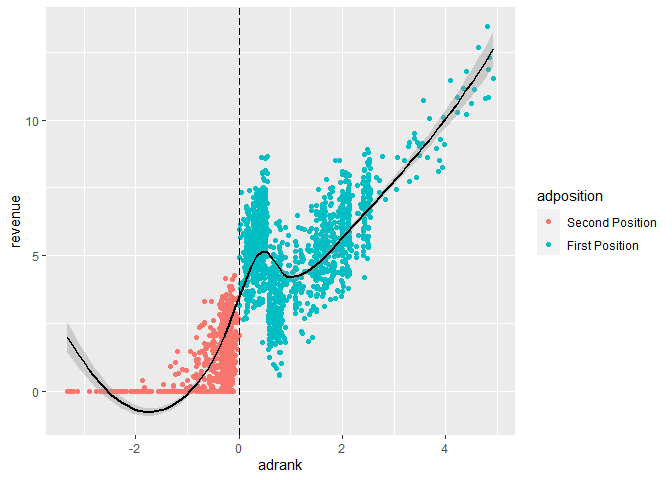 10
5
0
-2
0
2
4
revenue
adrank
adposition
Second Position
First Position